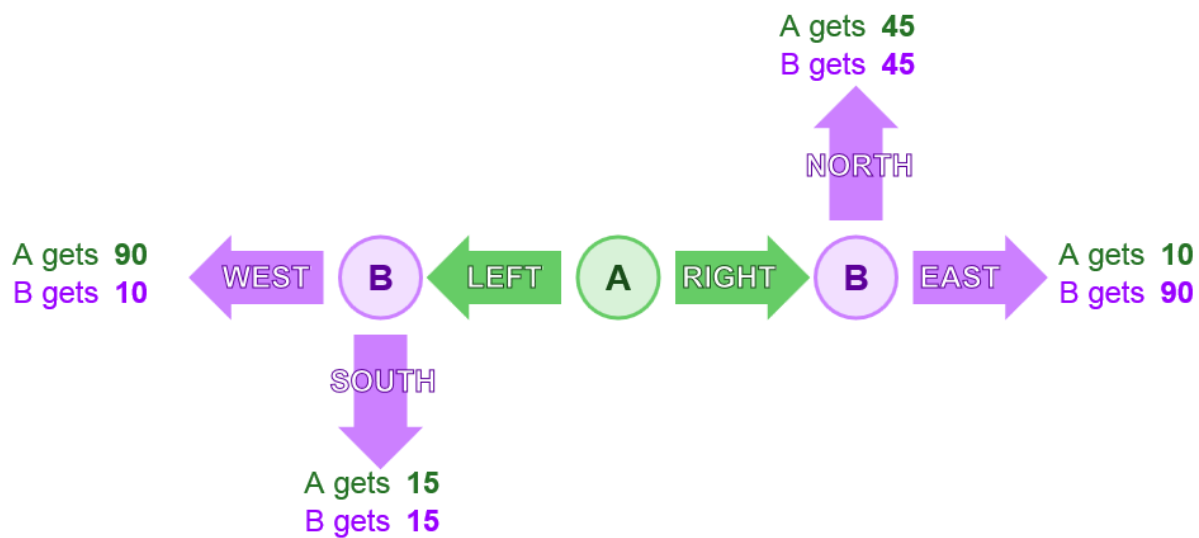 A gets 45
B gets 45
NORTH
A gets 90
B gets 10
WEST
B
LEFT
A
RIGHT
B
EAST
A gets 10
B gets 90
SOUTH
A gets 15
B gets 15